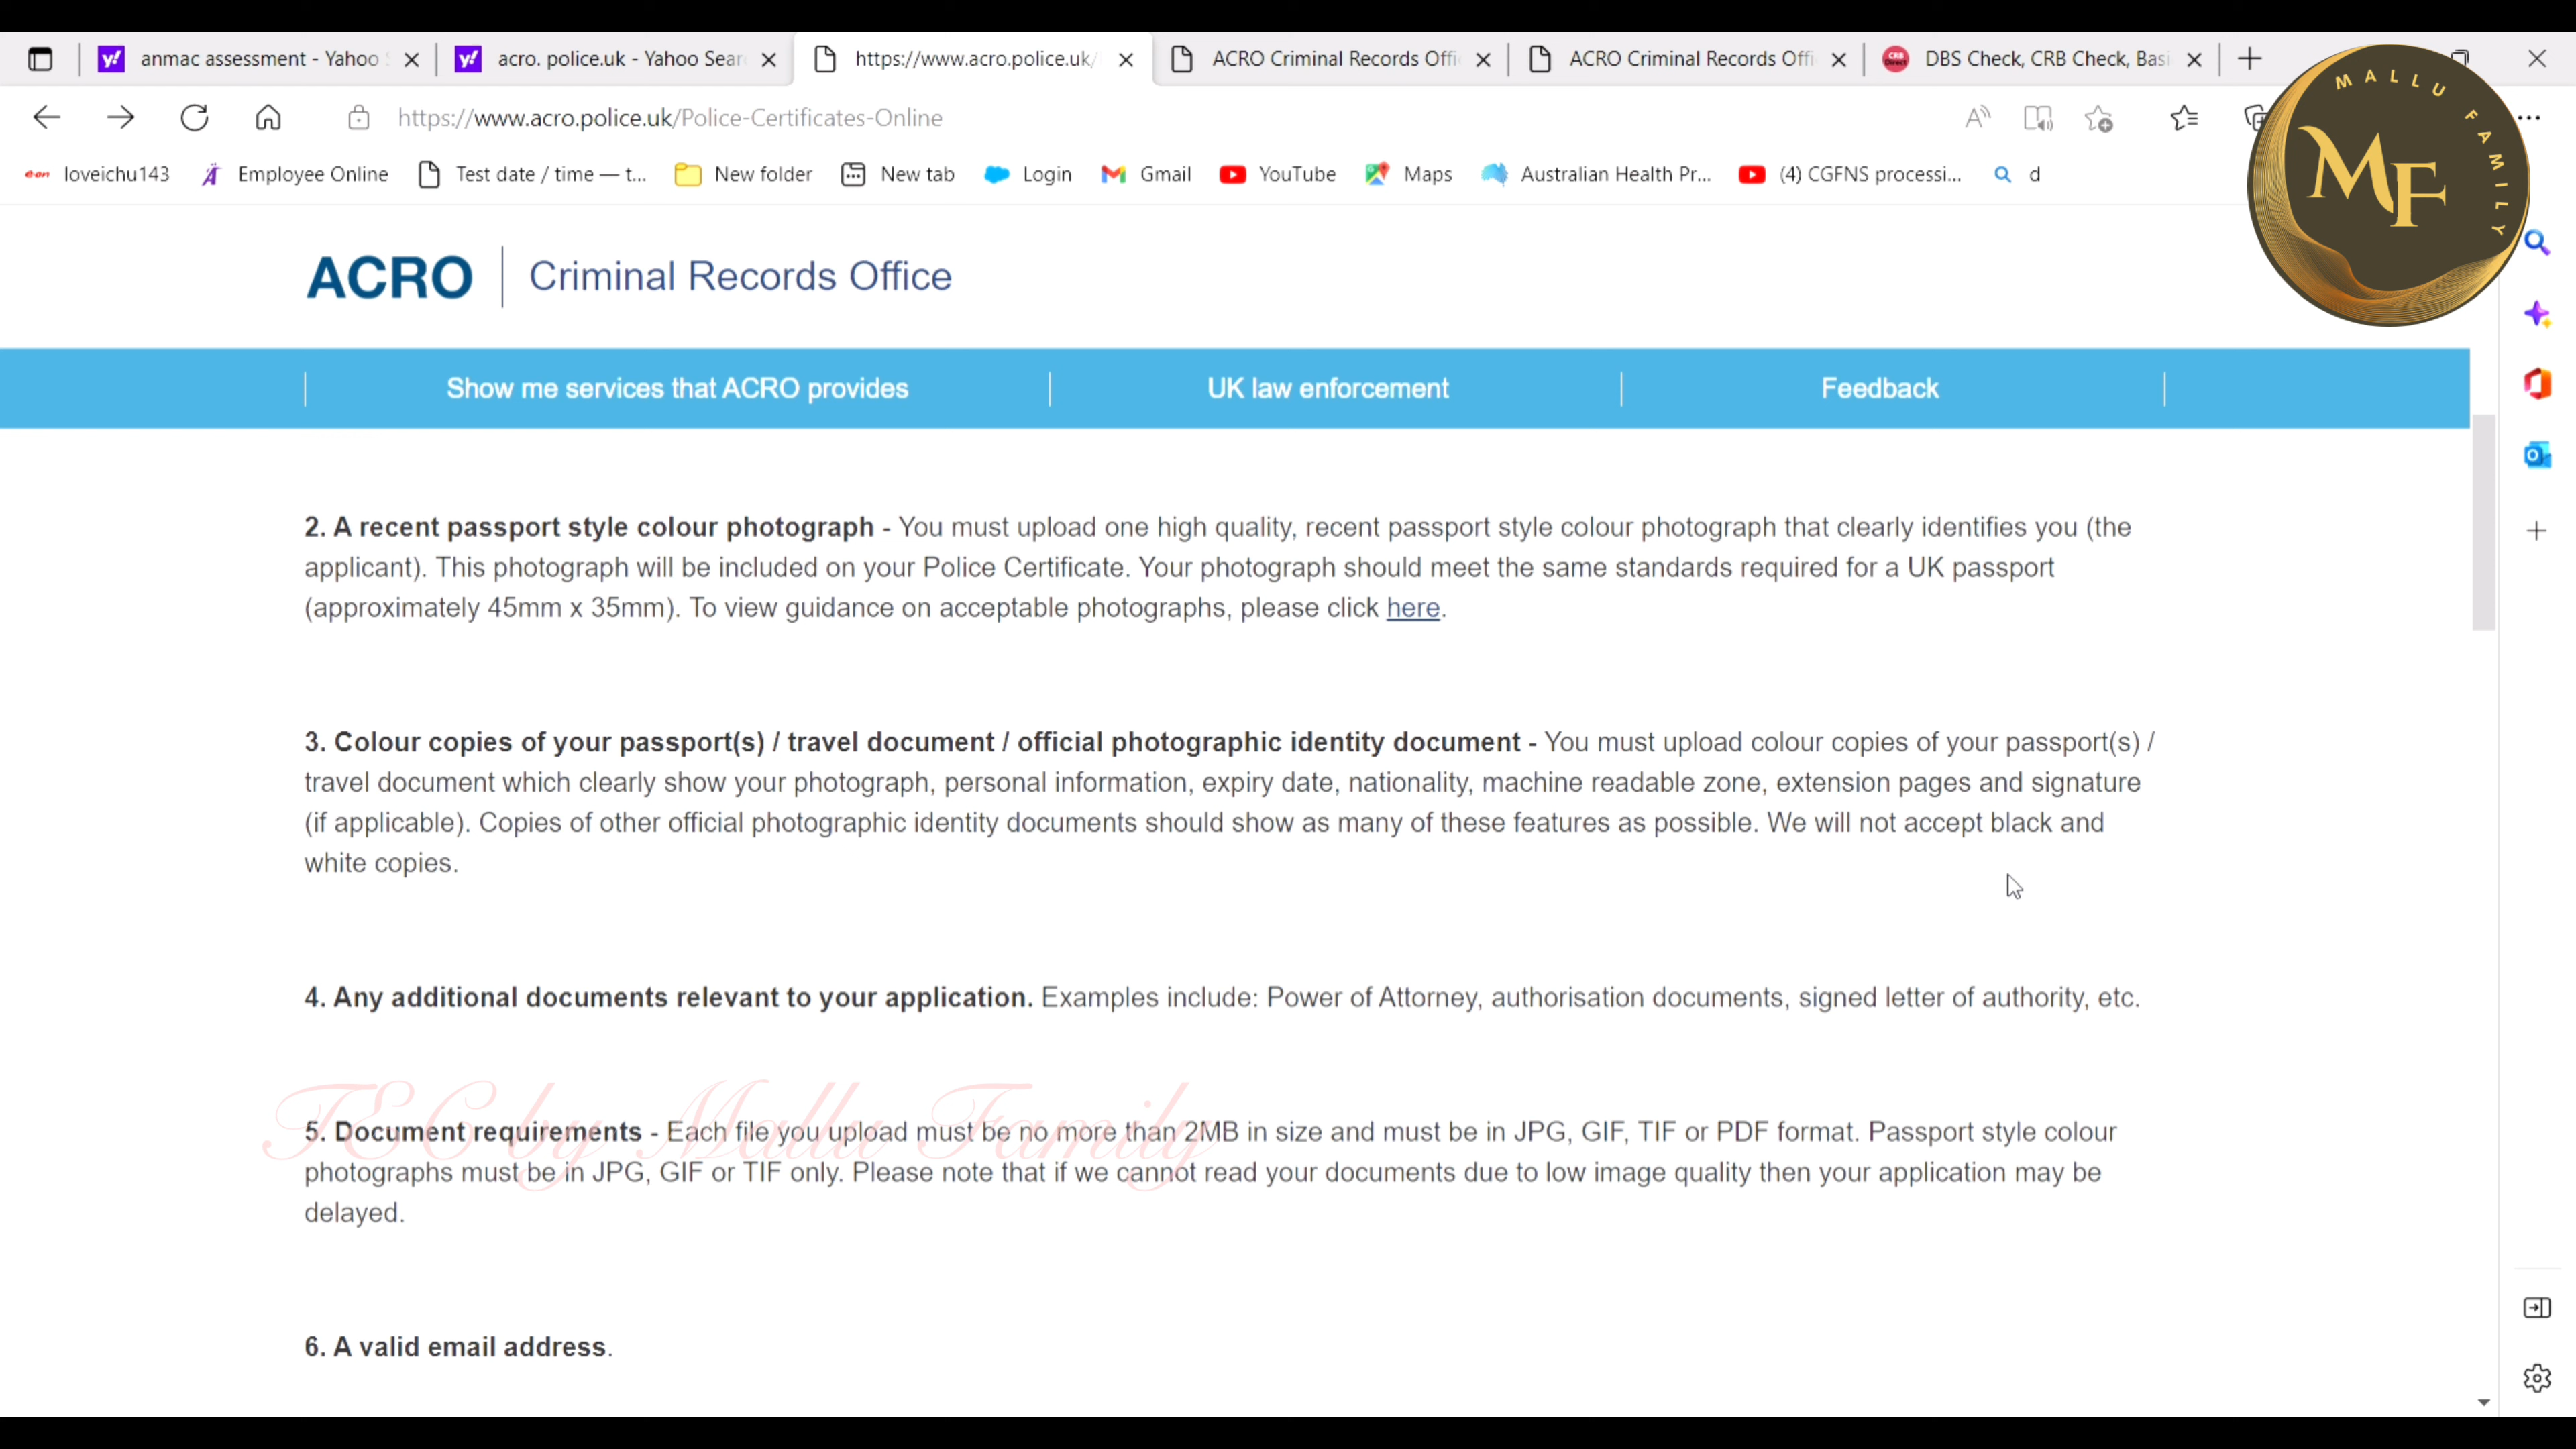 anmac assessment - Yahoo
acro. police.uk - Yahoo Sear
https://www.acro.police.uk/
ACRO Criminal Records Offi
ACRO Criminal Records Offi
DBS Check, CRB Check, Basi
https://www.acro.police.uk/Police-Certificates-Online
e·on loveichu143
Employee Online
Test date / time — t...
New folder
New tab
Login
Gmail
YouTube
Maps
Australian Health Pr...
(4) CGFNS processi...
d
MALLU FAMILY
MF
ACRO Criminal Records Office
Show me services that ACRO provides
UK law enforcement
Feedback
2. A recent passport style colour photograph - You must upload one high quality, recent passport style colour photograph that clearly identifies you (the
applicant). This photograph will be included on your Police Certificate. Your photograph should meet the same standards required for a UK passport
(approximately 45mm x 35mm). To view guidance on acceptable photographs, please click here.
3. Colour copies of your passport(s) / travel document / official photographic identity document - You must upload colour copies of your passport(s) /
travel document which clearly show your photograph, personal information, expiry date, nationality, machine readable zone, extension pages and signature
(if applicable). Copies of other official photographic identity documents should show as many of these features as possible. We will not accept black and
white copies.
4. Any additional documents relevant to your application. Examples include: Power of Attorney, authorisation documents, signed letter of authority, etc.
TEC by Mallu Family
5. Document requirements - Each file you upload must be no more than 2MB in size and must be in JPG, GIF, TIF or PDF format. Passport style colour
photographs must be in JPG, GIF or TIF only. Please note that if we cannot read your documents due to low image quality then your application may be
delayed.
6. A valid email address.